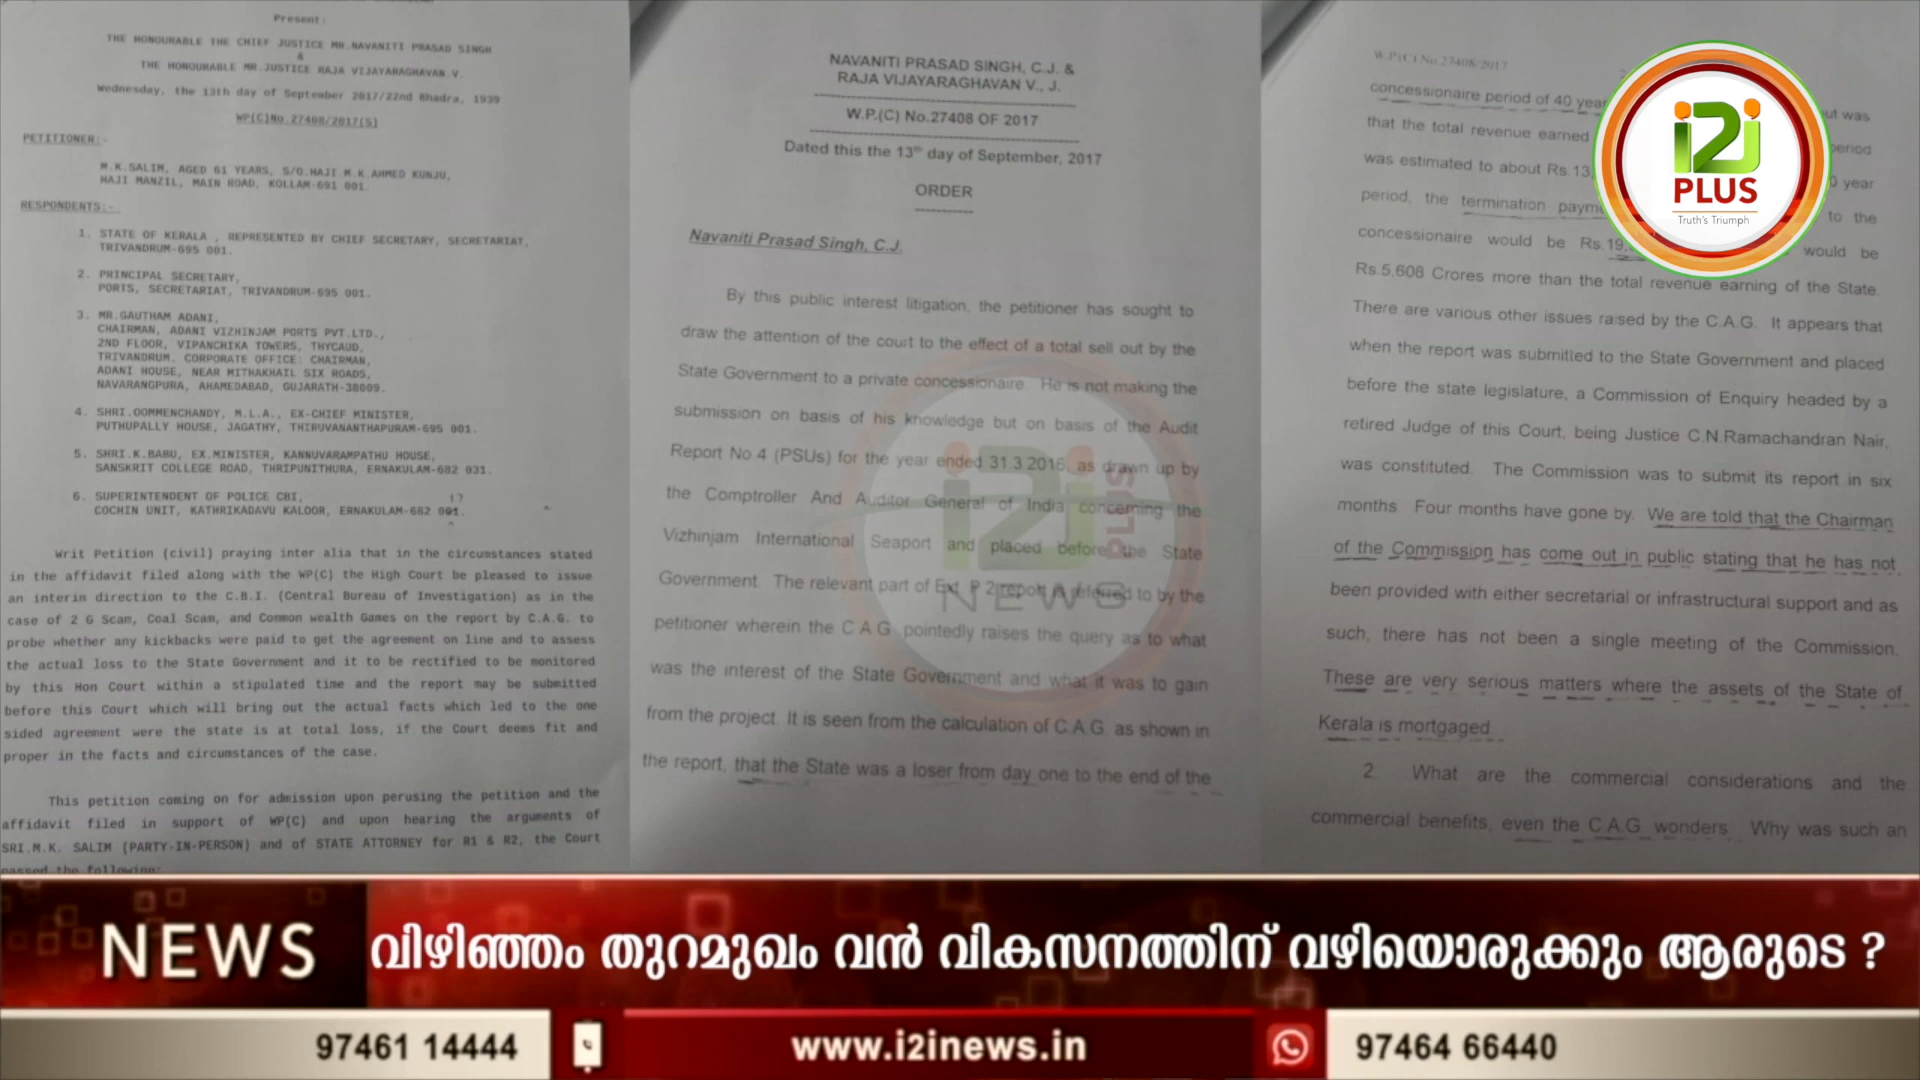 Present:
THE HONOURABLE THE CHIEF JUSTICE MR.NAVANITI PRASAD SINGH
&
THE HONOURABLE MR.JUSTICE RAJA VIJAYARAGHAVAN.V.
Wednesday, the 13th day of September 2017/22nd Bhadra, 1939
WP(C)No.27408/2017(S)
PETITIONER:-
M.K.SALIM, AGED 61 YEARS, S/O.HAJI.M.K.AHMED KUNJU,
HAJI MANZIL, MAIN ROAD, KOLLAM-691 001.
RESPONDENTS:-
1. STATE OF KERALA , REPRESENTED BY CHIEF SECRETARY, SECRETARIAT,
TRIVANDRUM-695 001.
2. PRINCIPAL SECRETARY,
PORTS, SECRETARIAT, TRIVANDRUM-695 001.
3. MR.GAUTHAM ADANI,
CHAIRMAN, ADANI VIZHINJAM PORTS PVT.LTD.,
2ND FLOOR, VIPANCHIKA TOWERS, THYCAUD,
TRIVANDRUM. CORPORATE OFFICE: CHAIRMAN,
ADANI HOUSE, NEAR MITHAKHAIL SIX ROADS,
NAVARANGPURA, AHAMEDABAD, GUJARATH-38009.
4. SHRI.OOMMENCHANDY, M.L.A., EX-CHIEF MINISTER,
PUTHUPALLY HOUSE, JAGATHY, THIRUVANANTHAPURAM-695 001.
5. SHRI.K.BABU, EX.MINISTER, KANNUVARAMPATHU HOUSE,
SANSKRIT COLLEGE ROAD, THRIPUNITHURA, ERNAKULAM-682 031.
6. SUPERINTENDENT OF POLICE CBI, 17
COCHIN UNIT, KATHRIKADAVU KALOOR, ERNAKULAM-682 001.
Writ Petition (civil) praying inter alia that in the circumstances stated
in the affidavit filed along with the WP(C) the High Court be pleased to issue
an interin direction to the C.B.I. (Central Bureau of Investigation) as in the
case of 2 G Scam, Coal Scam, and Common wealth Games on the report by C.A.G. to
probe whether any kickbacks were paid to get the agreement on line and to assess
the actual loss to the State Government and it to be rectified to be monitored
by this Hon Court within a stipulated time and the report may be submitted
before this Court which will bring out the actual facts which led to the one
sided agreement were the state is at total loss, if the Court deems fit and
proper in the facts and circumstances of the case.
This petition coming on for admission upon perusing the petition and the
affidavit filed in support of WP(C) and upon hearing the arguments of
SRI.M.K. SALIM (PARTY-IN-PERSON) and of STATE ATTORNEY for R1 & R2, the Court
passed the following:
NAVANITI PRASAD SINGH, C.J. &
RAJA VIJAYARAGHAVAN V., J.
W.P.(C) No.27408 OF 2017
Dated this the 13th day of September, 2017
ORDER
Navaniti Prasad Singh, C.J.
By this public interest litigation, the petitioner has sought to
draw the attention of the court to the effect of a total sell out by the
State Government to a private concessionaire. He is not making the
submission on basis of his knowledge but on basis of the Audit
Report No.4 (PSUs) for the year ended 31.3.2016, as drawn up by
the Comptroller And Auditor General of India concerning the
Vizhinjam International Seaport and placed before the State
Government. The relevant part of Ext. P 2 report is referred to by the
petitioner wherein the C.A.G. pointedly raises the query as to what
was the interest of the State Government and what it was to gain
from the project. It is seen from the calculation of C.A.G. as shown in
the report, that the State was a loser from day one to the end of the
W.P.(C) No.27408/2017
concessionaire period of 40 year ut was
that the total revenue earned period
was estimated to about Rs.13, 0 year
period, the termination paym to the
concessionaire would be Rs.19, would be
Rs.5,608 Crores more than the total revenue earning of the State.
There are various other issues raised by the C.A.G. It appears that
when the report was submitted to the State Government and placed
before the state legislature, a Commission of Enquiry headed by a
retired Judge of this Court, being Justice C.N.Ramachandran Nair,
was constituted. The Commission was to submit its report in six
months. Four months have gone by. We are told that the Chairman
of the Commission has come out in public stating that he has not
been provided with either secretarial or infrastructural support and as
such, there has not been a single meeting of the Commission.
These are very serious matters where the assets of the State of
Kerala is mortgaged.
2. What are the commercial considerations and the
commercial benefits, even the C.A.G. wonders. Why was such an
i2i
PLUS
Truth's Triumph
i2i PLUS
NEWS
NEWS വിഴിഞ്ഞം തുറമുഖം വൻ വികസനത്തിന് വഴിയൊരുക്കും ആരുടെ ?
97461 14444 www.i2inews.in 97464 66440